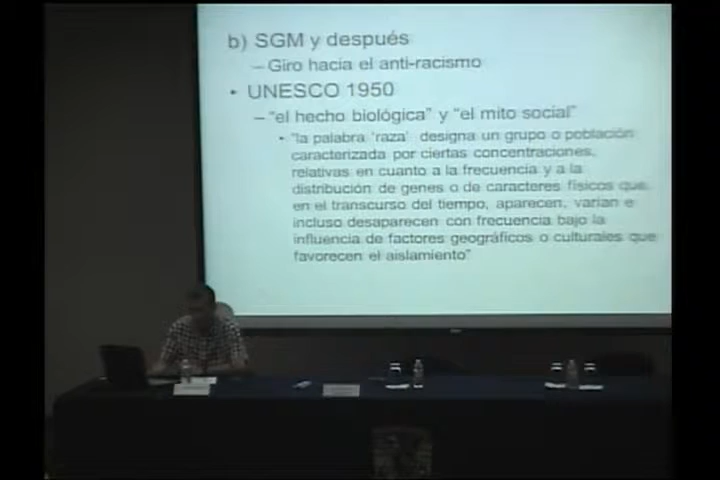 b) SGM y después
– Giro hacia el anti-racismo
• UNESCO 1950
– "el hecho biológica" y "el mito social"
• "la palabra 'raza' designa un grupo o población
caracterizada por ciertas concentraciones,
relativas en cuanto a la frecuencia y a la
distribución de genes o de caracteres físicos que,
en el transcurso del tiempo, aparecen, varían e
incluso desaparecen con frecuencia bajo la
influencia de factores geográficos o culturales que
favorecen el aislamiento"